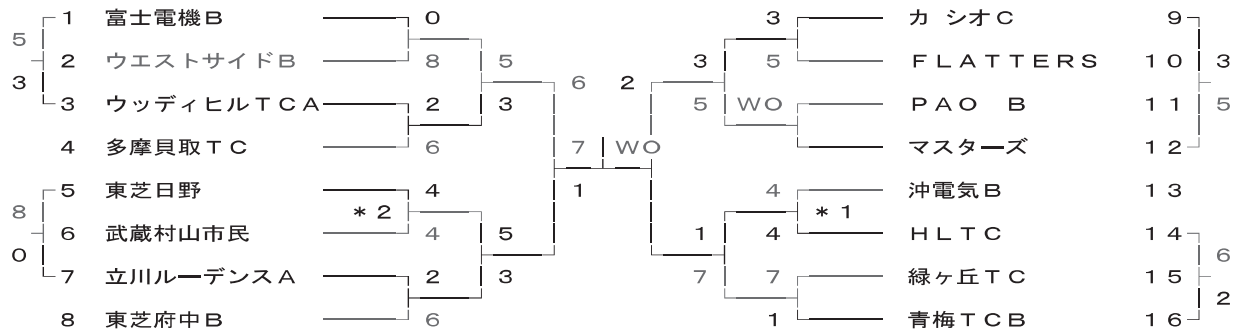 1 富士電機B 0 3 カ シオC 9
5 2 ウエストサイドB 8 5 6 2 3 5 FLATTERS 10 3
3 3 ウッディヒルTCA 2 3 5 WO PAO B 11 5
4 多摩貝取TC 6 7 WO マスターズ 12
5 東芝日野 4 1 4 沖電気B 13
8 *2 *1
6 武蔵村山市民 4 5 1 4 HLTC 14
0 7 立川ルーデンスA 2 3 7 7 緑ヶ丘TC 15 6
8 東芝府中B 6 1 青梅TCB 16 2